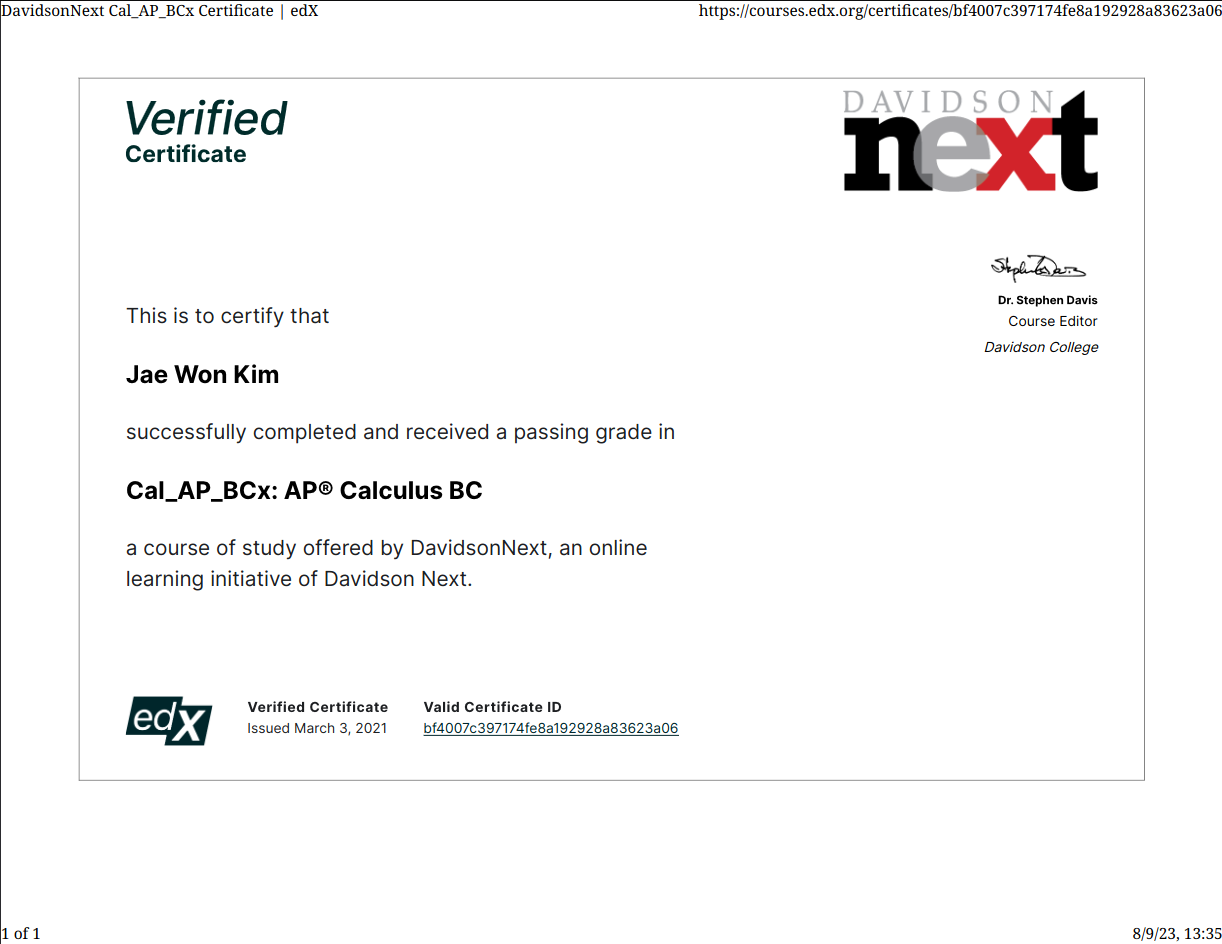 DavidsonNext Cal_AP_BCx Certificate | edX
https://courses.edx.org/certificates/bf4007c397174fe8a192928a83623a06
Verified
Certificate
DAVIDSON
next
Stephen Davis
Dr. Stephen Davis
Course Editor
Davidson College
This is to certify that
Jae Won Kim
successfully completed and received a passing grade in
Cal_AP_BCx: AP® Calculus BC
a course of study offered by DavidsonNext, an online
learning initiative of Davidson Next.
edX
Verified Certificate
Issued March 3, 2021
Valid Certificate ID
bf4007c397174fe8a192928a83623a06
1 of 1
8/9/23, 13:35